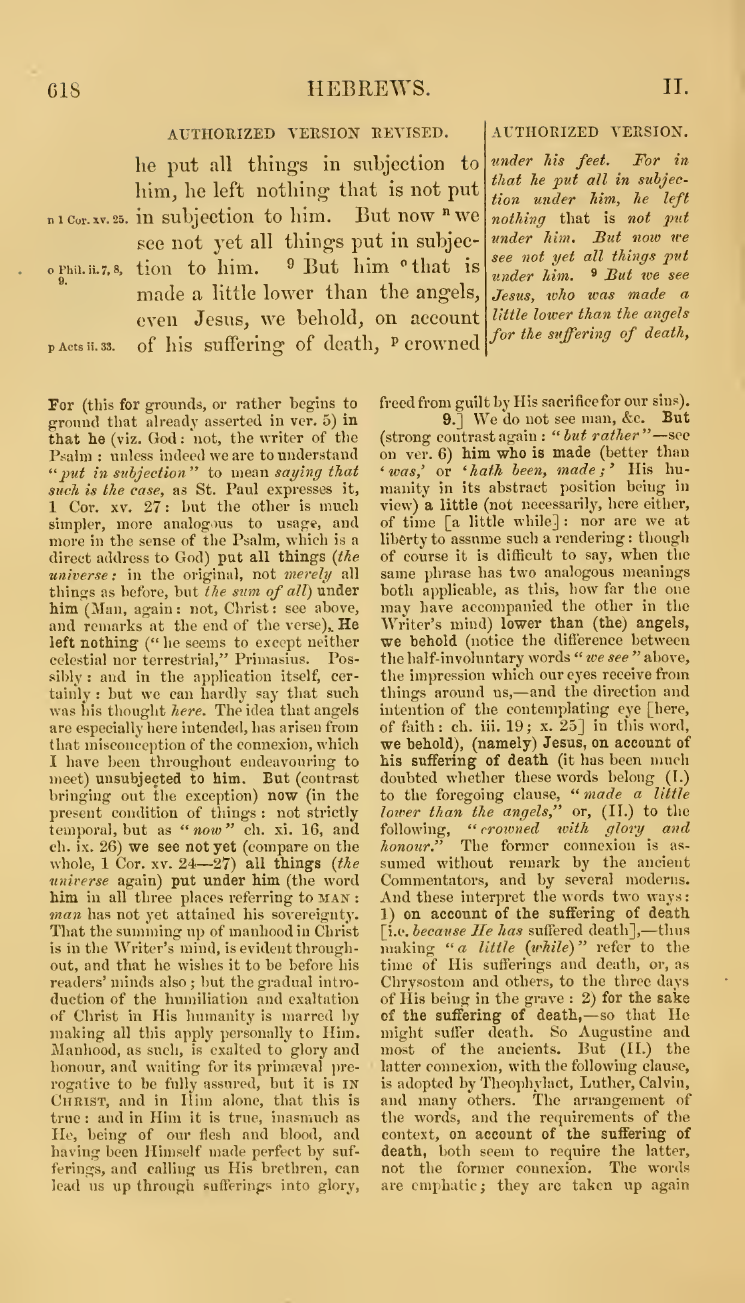 618
HEBREWS.
II.
AUTHORIZED VERSION REVISED.
he put all things in subjection to
him, he left nothing that is not put
n 1 Cor. xv. 25. in subjection to him. But now n we
see not yet all things put in subjec-
o Phil. ii. 7, 8, tion to him. 9 But him o that is
9.
made a little lower than the angels,
even Jesus, we behold, on account
p Acts ii. 33. of his suffering of death, p crowned
AUTHORIZED VERSION.
under his feet. For in
that he put all in subjec-
tion under him, he left
nothing that is not put
under him. But now we
see not yet all things put
under him. 9 But we see
Jesus, who was made a
little lower than the angels
for the suffering of death,
For (this for grounds, or rather begins to
ground that already asserted in ver. 5) in
that he (viz. God: not, the writer of the
Psalm: unless indeed we are to understand
“put in subjection” to mean saying that
such is the case, as St. Paul expresses it,
1 Cor. xv. 27: but the other is much
simpler, more analogous to usage, and
more in the sense of the Psalm, which is a
direct address to God) put all things (the
universe: in the original, not merely all
things as before, but the sum of all) under
him (Man, again: not, Christ: see above,
and remarks at the end of the verse). He
left nothing (“he seems to except neither
celestial nor terrestrial,” Primasius. Pos-
sibly: and in the application itself, cer-
tainly: but we can hardly say that such
was his thought here. The idea that angels
are especially here intended, has arisen from
that misconception of the connexion, which
I have been throughout endeavouring to
meet) unsubjected to him. But (contrast
bringing out the exception) now (in the
present condition of things: not strictly
temporal, but as “now” ch. xi. 16, and
ch. ix. 26) we see not yet (compare on the
whole, 1 Cor. xv. 24—27) all things (the
universe again) put under him (the word
him in all three places referring to MAN:
man has not yet attained his sovereignty.
That the summing up of manhood in Christ
is in the Writer's mind, is evident through-
out, and that he wishes it to be before his
readers' minds also; but the gradual intro-
duction of the humiliation and exaltation
of Christ in His humanity is marred by
making all this apply personally to Him.
Manhood, as such, is exalted to glory and
honour, and waiting for its primæval pre-
rogative to be fully assured, but it is IN
CHRIST, and in Him alone, that this is
true: and in Him it is true, inasmuch as
He, being of our flesh and blood, and
having been Himself made perfect by suf-
ferings, and calling us His brethren, can
lead us up through sufferings into glory,
freed from guilt by His sacrifice for our sins).
9.] We do not see man, &c. But
(strong contrast again: “but rather”—see
on ver. 6) him who is made (better than
‘was,’ or ‘hath been, made;’ His hu-
manity in its abstract position being in
view) a little (not necessarily, here either,
of time [a little while]: nor are we at
liberty to assume such a rendering: though
of course it is difficult to say, when the
same phrase has two analogous meanings
both applicable, as this, how far the one
may have accompanied the other in the
Writer's mind) lower than (the) angels,
we behold (notice the difference between
the half-involuntary words “we see” above,
the impression which our eyes receive from
things around us,—and the direction and
intention of the contemplating eye [here,
of faith: ch. iii. 19; x. 25] in this word,
we behold), (namely) Jesus, on account of
his suffering of death (it has been much
doubted whether these words belong (I.)
to the foregoing clause, “made a little
lower than the angels,” or, (II.) to the
following, “crowned with glory and
honour.” The former connexion is as-
sumed without remark by the ancient
Commentators, and by several moderns.
And these interpret the words two ways:
1) on account of the suffering of death
[i.e. because He has suffered death],—thus
making “a little (while)” refer to the
time of His sufferings and death, or, as
Chrysostom and others, to the three days
of His being in the grave: 2) for the sake
of the suffering of death,—so that He
might suffer death. So Augustine and
most of the ancients. But (II.) the
latter connexion, with the following clause,
is adopted by Theophylact, Luther, Calvin,
and many others. The arrangement of
the words, and the requirements of the
context, on account of the suffering of
death, both seem to require the latter,
not the former connexion. The words
are emphatic; they are taken up again